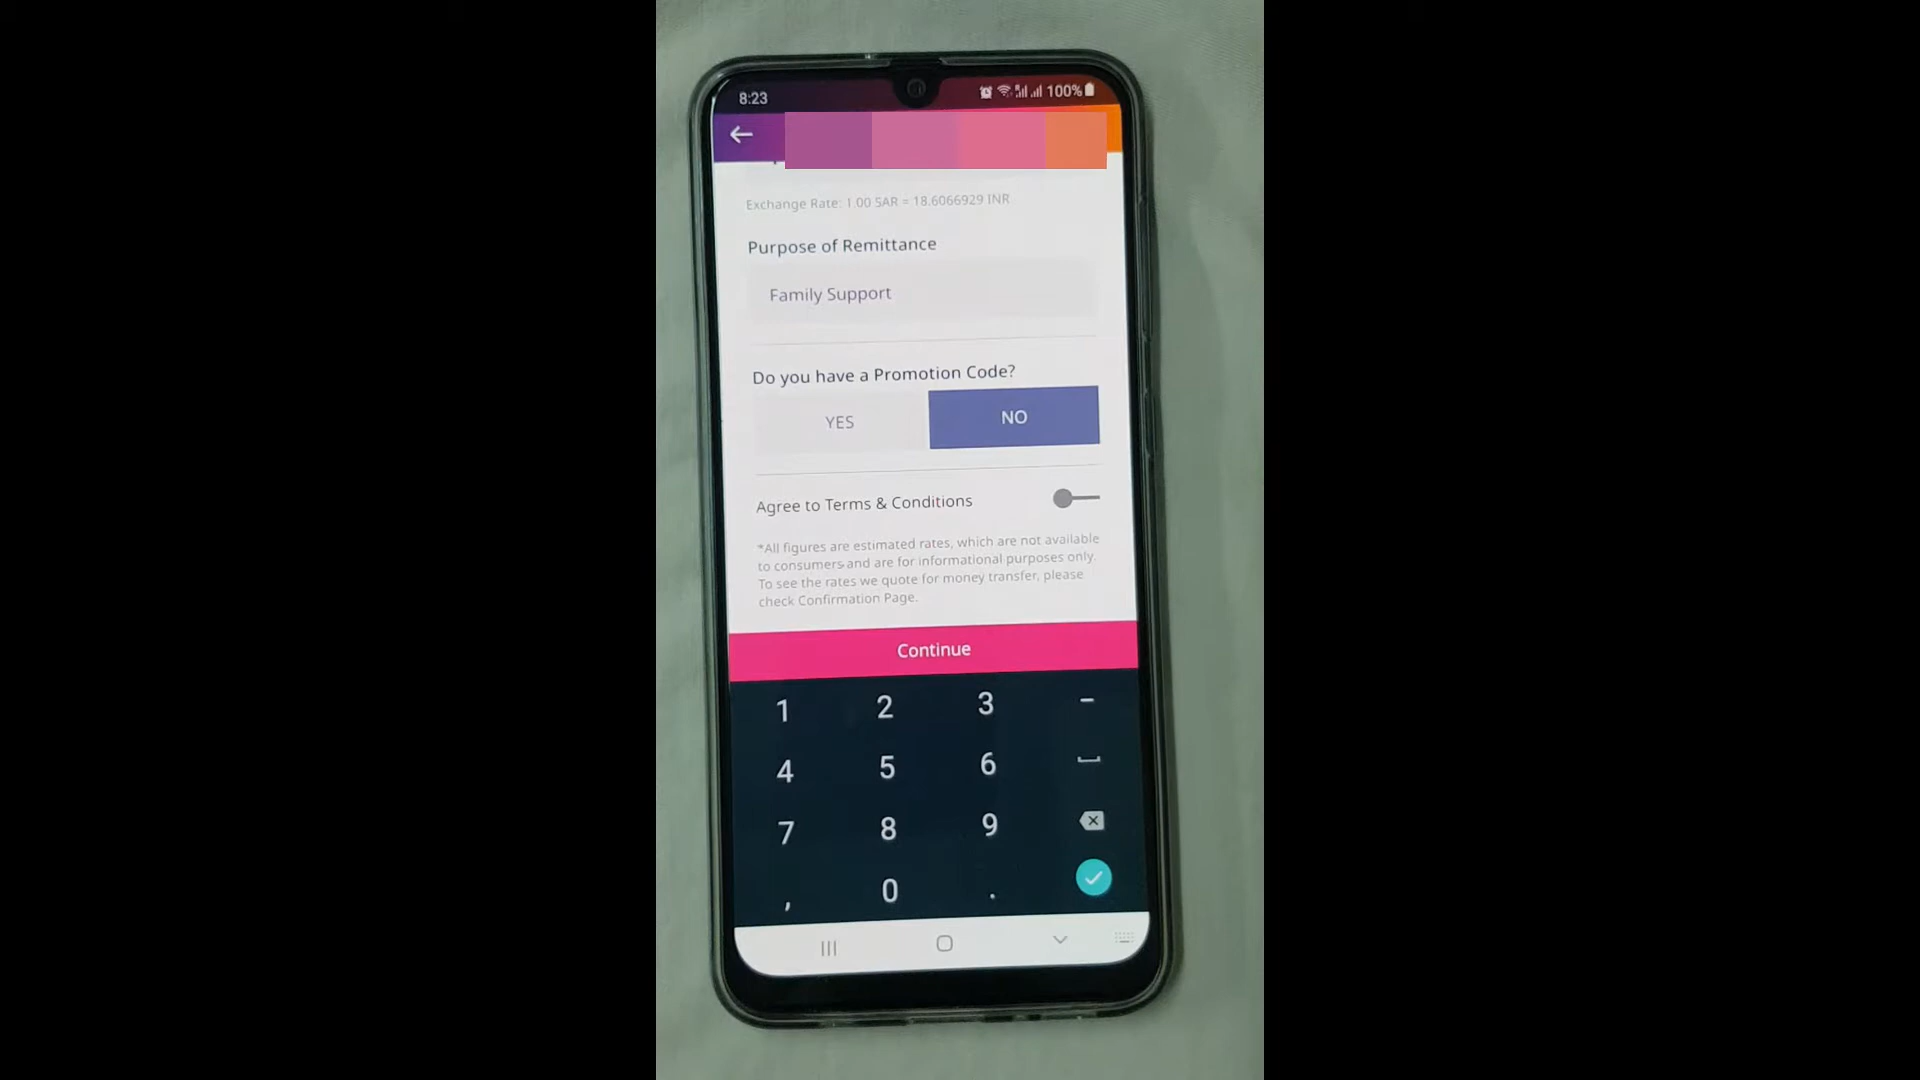 8:23
100%
Exchange Rate: 1.00 SAR = 18.6066929 INR
Purpose of Remittance
Family Support
Do you have a Promotion Code?
YES
NO
Agree to Terms & Conditions
*All figures are estimated rates, which are not available
to consumers and are for informational purposes only.
To see the rates we quote for money transfer, please
check Confirmation Page.
Continue
1 2 3 -
4 5 6
7 8 9
, 0 .